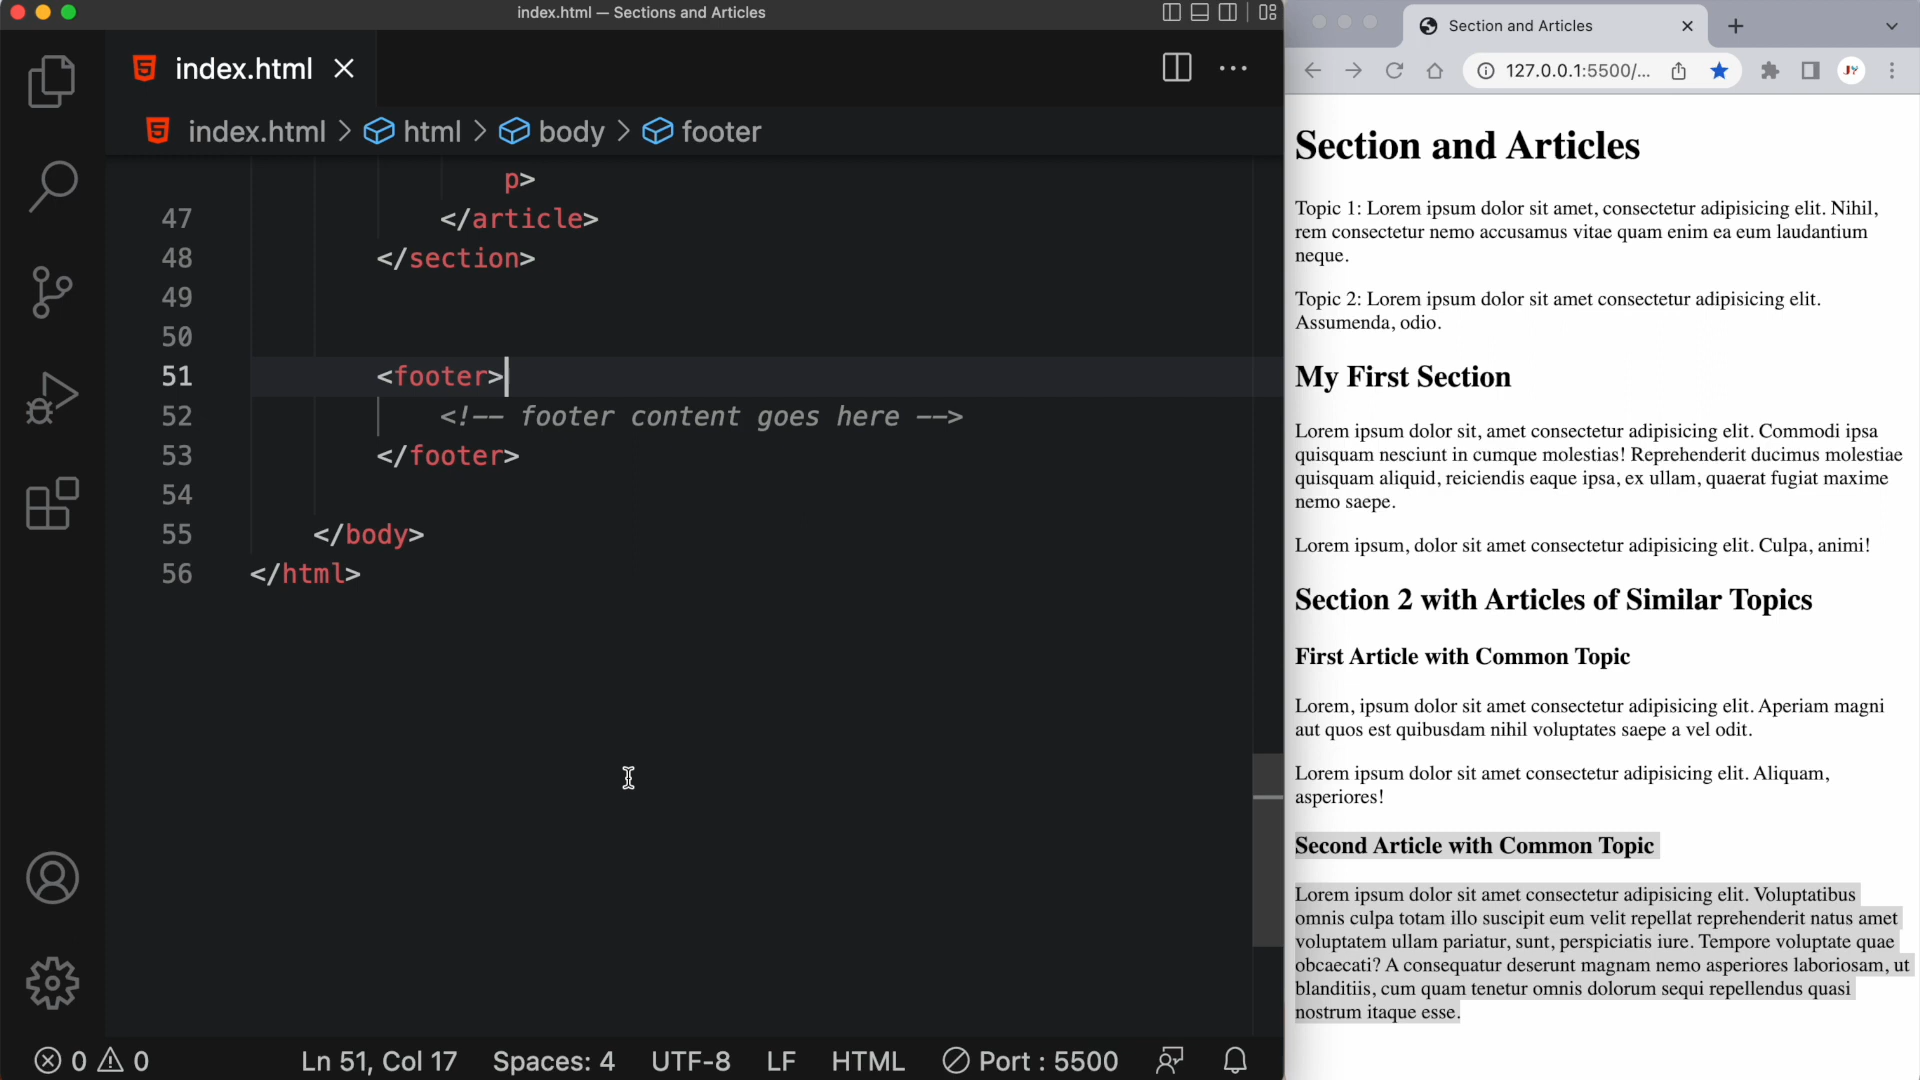 index.html — Sections and Articles
index.html
index.html > html > body > footer
p>
47 </article>
48 </section>
49
50
51 <footer>
52 <!-- footer content goes here -->
53 </footer>
54
55 </body>
56 </html>
0 0 Ln 51, Col 17 Spaces: 4 UTF-8 LF HTML Port : 5500
Section and Articles
127.0.0.1:5500/...
Section and Articles
Topic 1: Lorem ipsum dolor sit amet, consectetur adipisicing elit. Nihil,
rem consectetur nemo accusamus vitae quam enim ea eum laudantium
neque.
Topic 2: Lorem ipsum dolor sit amet consectetur adipisicing elit.
Assumenda, odio.
My First Section
Lorem ipsum dolor sit, amet consectetur adipisicing elit. Commodi ipsa
quisquam nesciunt in cumque molestias! Reprehenderit ducimus molestiae
quisquam aliquid, reiciendis eaque ipsa, ex ullam, quaerat fugiat maxime
nemo saepe.
Lorem ipsum, dolor sit amet consectetur adipisicing elit. Culpa, animi!
Section 2 with Articles of Similar Topics
First Article with Common Topic
Lorem, ipsum dolor sit amet consectetur adipisicing elit. Aperiam magni
aut quos est quibusdam nihil voluptates saepe a vel odit.
Lorem ipsum dolor sit amet consectetur adipisicing elit. Aliquam,
asperiores!
Second Article with Common Topic
Lorem ipsum dolor sit amet consectetur adipisicing elit. Voluptatibus
omnis culpa totam illo suscipit eum velit repellat reprehenderit natus amet
voluptatem ullam pariatur, sunt, perspiciatis iure. Tempore voluptate quae
obcaecati? A consequatur deserunt magnam nemo asperiores laboriosam, ut
blanditiis, cum quam tenetur omnis dolorum sequi repellendus quasi
nostrum itaque esse.